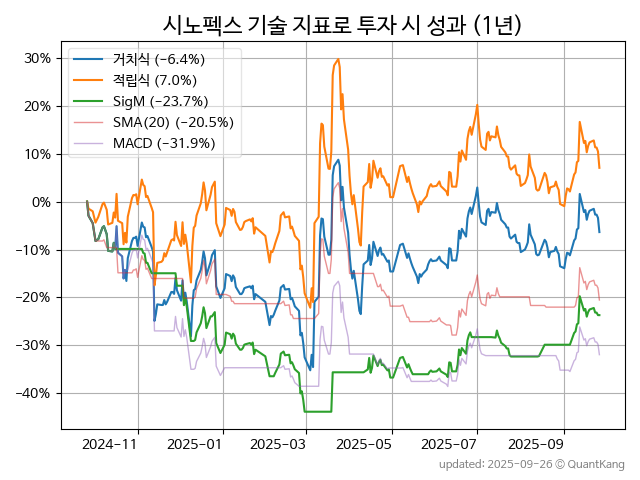 시노펙스 기술 지표로 투자 시 성과 (1년)
거치식 (−6.4%)
적립식 (7.0%)
SigM (−23.7%)
SMA(20) (−20.5%)
MACD (−31.9%)
30%
20%
10%
0%
−10%
−20%
−30%
−40%
2024-11 2025-01 2025-03 2025-05 2025-07 2025-09
updated: 2025-09-26 © QuantKang